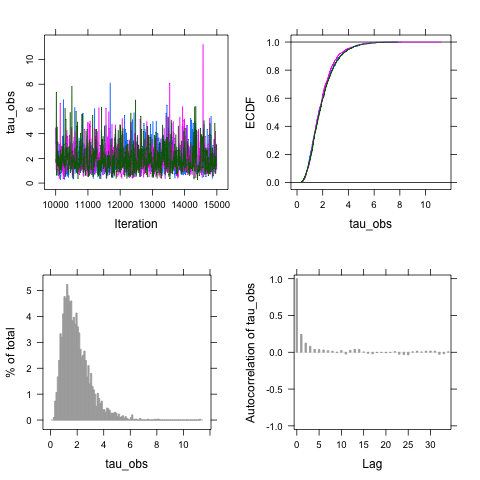 tau_obs
10
8
6
4
2
0
10000 11000 12000 13000 14000 15000
Iteration
ECDF
1.0
0.8
0.6
0.4
0.2
0.0
0 2 4 6 8 10
tau_obs
% of total
5
4
3
2
1
0
0 2 4 6 8 10
tau_obs
Autocorrelation of tau_obs
1.0
0.5
0.0
-0.5
-1.0
0 5 10 15 20 25 30
Lag